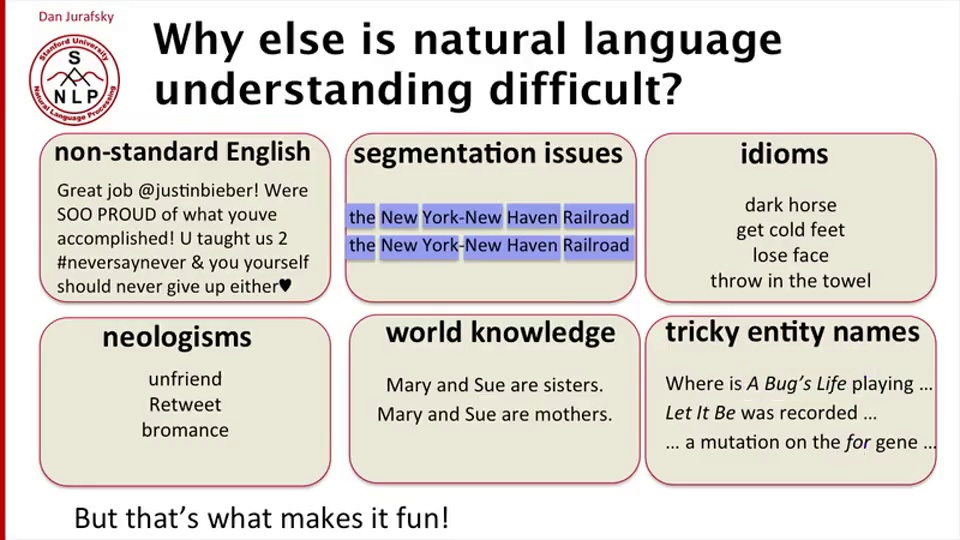 Dan Jurafsky
Stanford University
S
NLP
Natural Language Processing
Why else is natural language
understanding difficult?
non-standard English
Great job @justinbieber! Were
SOO PROUD of what youve
accomplished! U taught us 2
#neversaynever & you yourself
should never give up either♥
segmentation issues
the New York-New Haven Railroad
the New York-New Haven Railroad
idioms
dark horse
get cold feet
lose face
throw in the towel
neologisms
unfriend
Retweet
bromance
world knowledge
Mary and Sue are sisters.
Mary and Sue are mothers.
tricky entity names
Where is A Bug's Life playing …
Let It Be was recorded …
… a mutation on the for gene …
But that's what makes it fun!